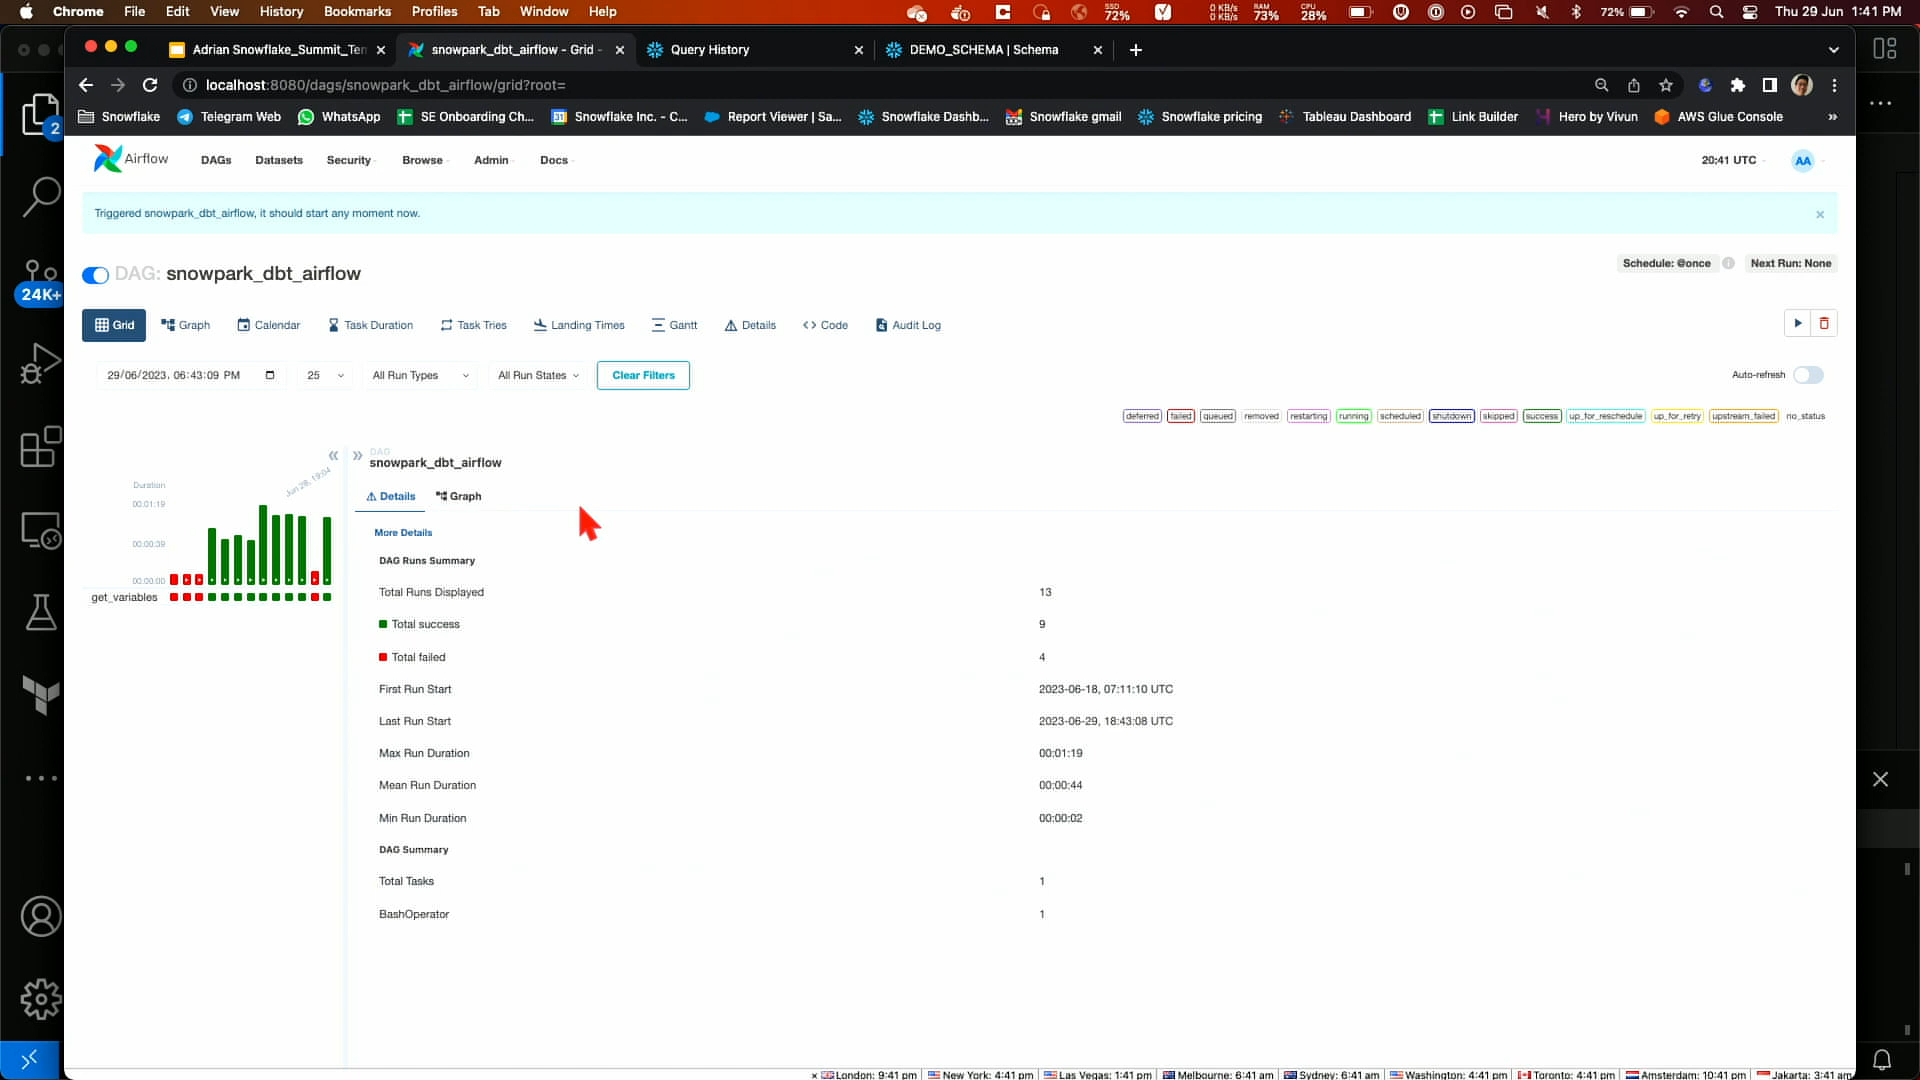 Chrome File Edit View History Bookmarks Profiles Tab Window Help
SSD 72% 0 KB/s 0 KB/s RAM 73% CPU 28% 72% Thu 29 Jun 1:41 PM
Adrian Snowflake_Summit_Ten
snowpark_dbt_airflow - Grid -
Query History
DEMO_SCHEMA | Schema
localhost:8080/dags/snowpark_dbt_airflow/grid?root=
Snowflake Telegram Web WhatsApp SE Onboarding Ch... Snowflake Inc. - C... Report Viewer | Sa... Snowflake Dashb... Snowflake gmail Snowflake pricing Tableau Dashboard Link Builder Hero by Vivun AWS Glue Console »
2
24K+
Airflow DAGs Datasets Security Browse Admin Docs 20:41 UTC AA
Triggered snowpark_dbt_airflow, it should start any moment now. ×
DAG: snowpark_dbt_airflow
Schedule: @once Next Run: None
Grid Graph Calendar Task Duration Task Tries Landing Times Gantt Details Code Audit Log
29/06/2023, 06:43:09 PM 25 All Run Types All Run States Clear Filters Auto-refresh
deferred failed queued removed restarting running scheduled shutdown skipped success up_for_reschedule up_for_retry upstream_failed no_status
Duration
Jun 28, 19:04
00:01:19
00:00:39
00:00:00
get_variables
DAG
snowpark_dbt_airflow
Details Graph
More Details
DAG Runs Summary
Total Runs Displayed 13
Total success 9
Total failed 4
First Run Start 2023-06-18, 07:11:10 UTC
Last Run Start 2023-06-29, 18:43:08 UTC
Max Run Duration 00:01:19
Mean Run Duration 00:00:44
Min Run Duration 00:00:02
DAG Summary
Total Tasks 1
BashOperator 1
London: 9:41 pm New York: 4:41 pm Las Vegas: 1:41 pm Melbourne: 6:41 am Sydney: 6:41 am Washington: 4:41 pm Toronto: 4:41 pm Amsterdam: 10:41 pm Jakarta: 3:41 am